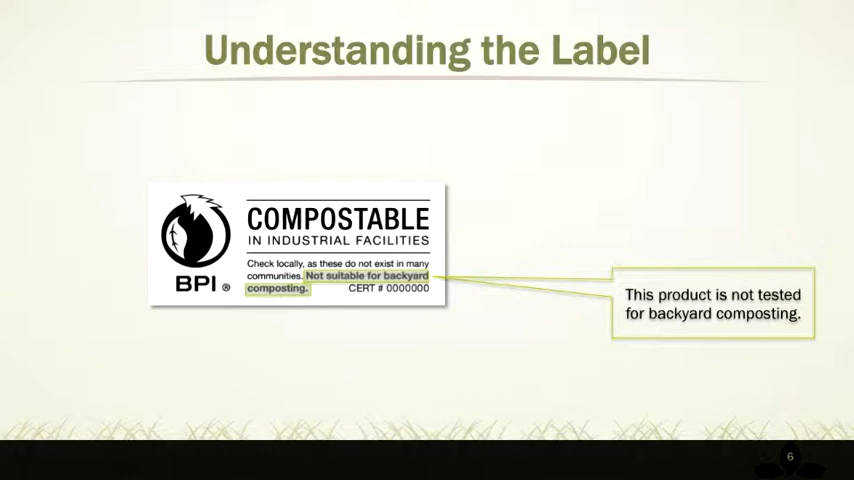 Understanding the Label
COMPOSTABLE
IN INDUSTRIAL FACILITIES
Check locally, as these do not exist in many
communities. Not suitable for backyard
composting.
CERT # 0000000
BPI ®
This product is not tested
for backyard composting.
6